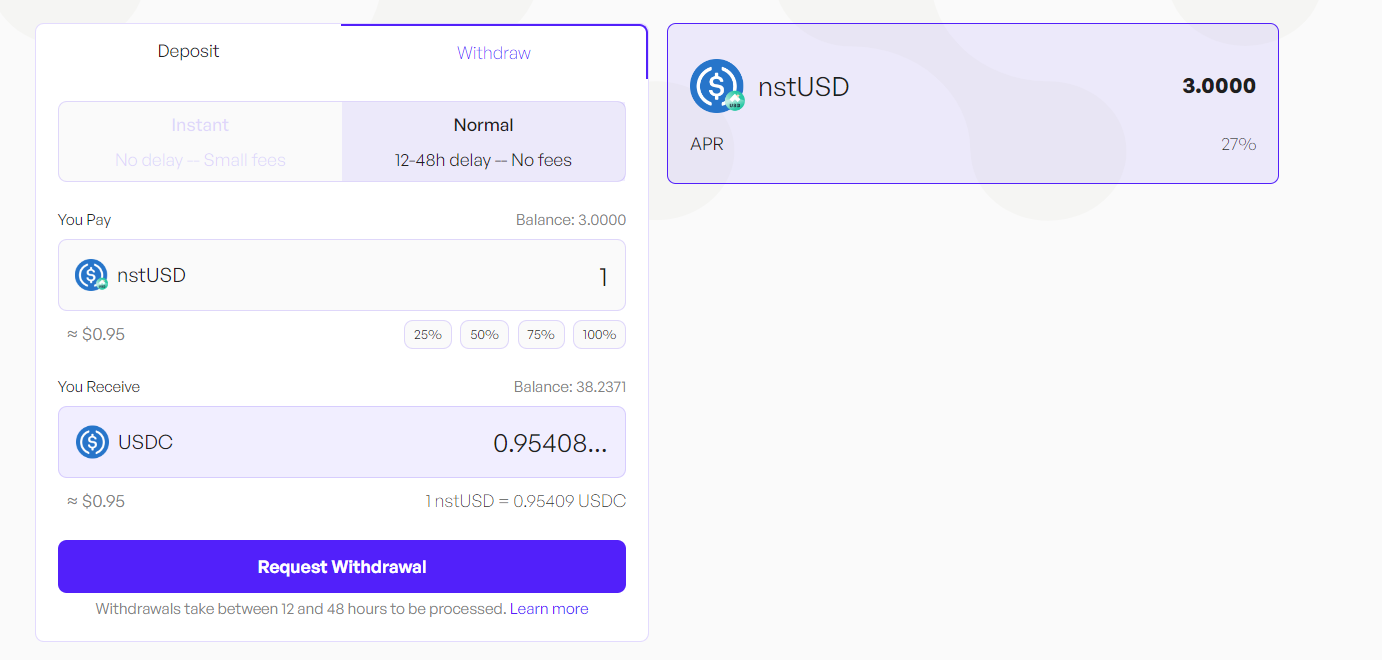 Deposit
Withdraw
Instant
No delay -- Small fees
Normal
12-48h delay -- No fees
You Pay
Balance: 3.0000
nstUSD
1
≈ $0.95
25%
50%
75%
100%
You Receive
Balance: 38.2371
USDC
0.95408...
≈ $0.95
1 nstUSD = 0.95409 USDC
Request Withdrawal
Withdrawals take between 12 and 48 hours to be processed. Learn more
nstUSD
3.0000
APR
27%